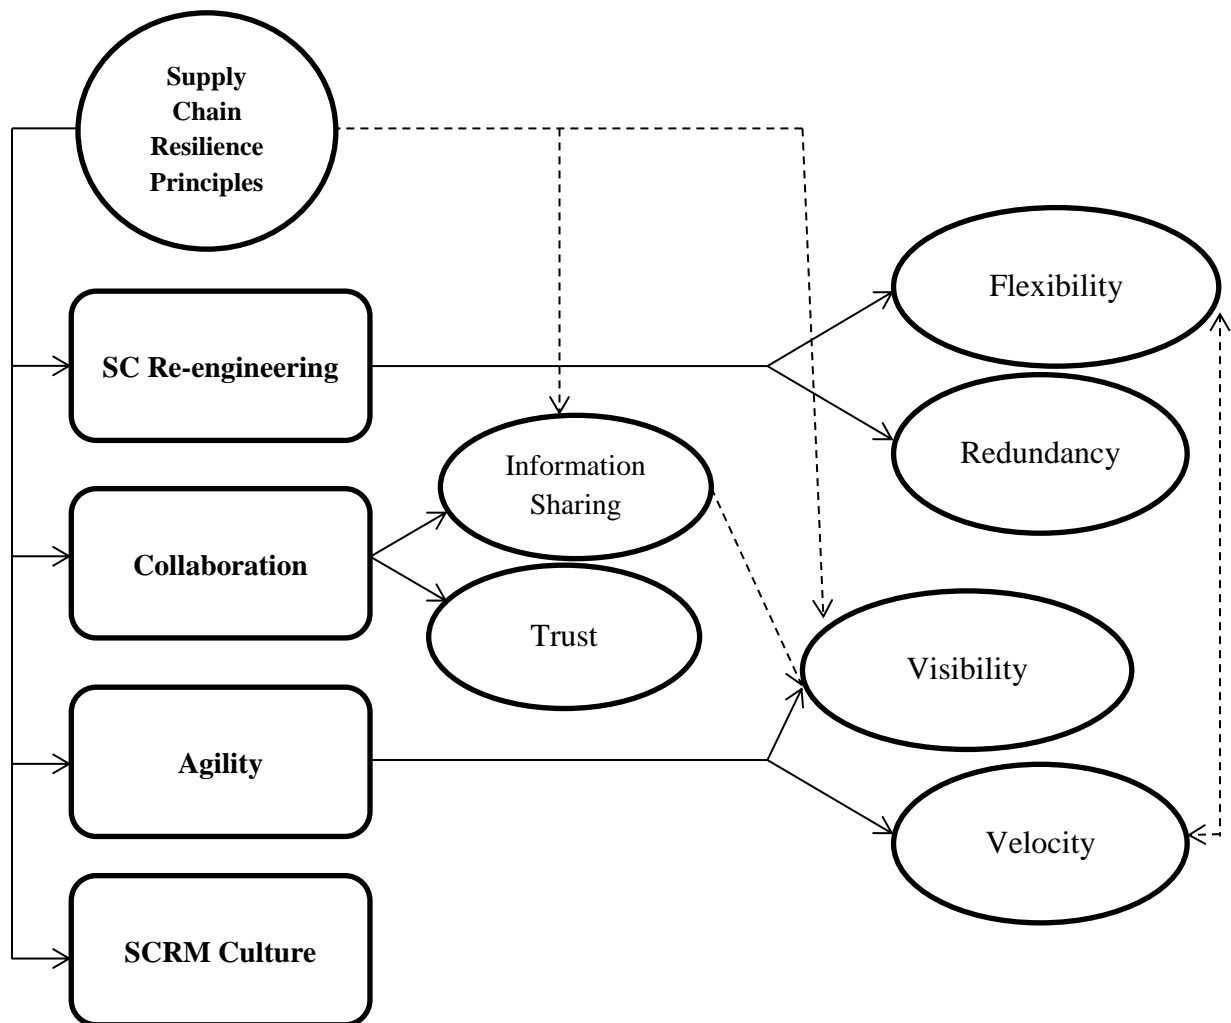 Supply
Chain
Resilience
Principles
Flexibility
SC Re-engineering
Redundancy
Information
Sharing
Collaboration
Trust
Visibility
Agility
Velocity
SCRM Culture